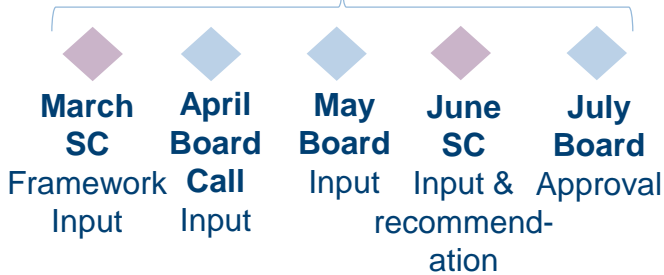 March
SC
Framework
Input
April
Board
Call
Input
May
Board
Input
June
SC
Input &
recommend-
ation
July
Board
Approval